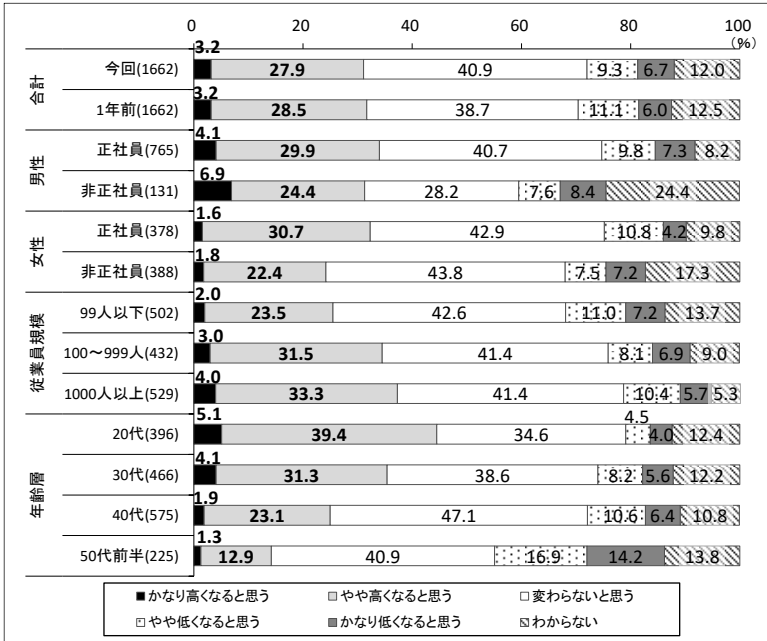 0 20 40 60 80 100
(%)
合計
今回(1662) 3.2 27.9 40.9 9.3 6.7 12.0
1年前(1662) 3.2 28.5 38.7 11.1 6.0 12.5
男性
正社員(765) 4.1 29.9 40.7 9.8 7.3 8.2
非正社員(131) 6.9 24.4 28.2 7.6 8.4 24.4
女性
正社員(378) 1.6 30.7 42.9 10.8 4.2 9.8
非正社員(388) 1.8 22.4 43.8 7.5 7.2 17.3
従業員規模
99人以下(502) 2.0 23.5 42.6 11.0 7.2 13.7
100～999人(432) 3.0 31.5 41.4 8.1 6.9 9.0
1000人以上(529) 4.0 33.3 41.4 10.4 5.7 5.3
年齢層
20代(396) 5.1 39.4 34.6 4.5 4.0 12.4
30代(466) 4.1 31.3 38.6 8.2 5.6 12.2
40代(575) 1.9 23.1 47.1 10.6 6.4 10.8
50代前半(225) 1.3 12.9 40.9 16.9 14.2 13.8
かなり高くなると思う やや高くなると思う 変わらないと思う
やや低くなると思う かなり低くなると思う わからない